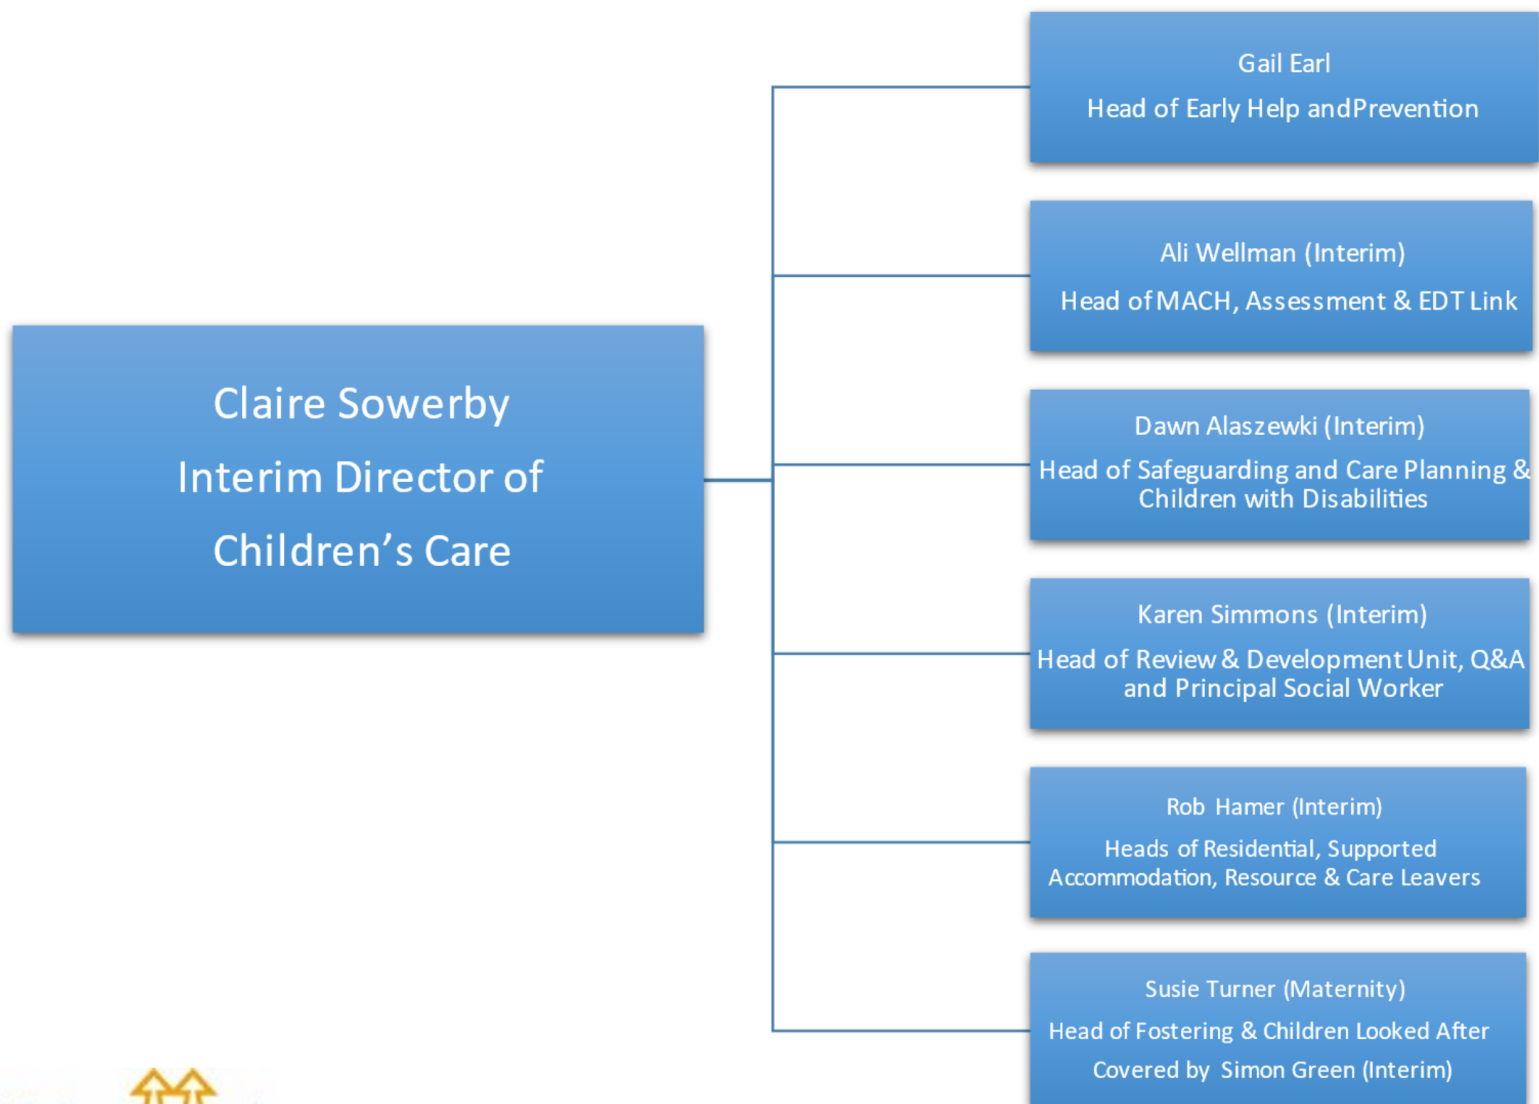 Claire Sowerby
Interim Director of
Children's Care
Gail Earl
Head of Early Help andPrevention
Ali Wellman (Interim)
Head of MACH, Assessment & EDT Link
Dawn Alaszewki (Interim)
Head of Safeguarding and Care Planning &
Children with Disabilities
Karen Simmons (Interim)
Head of Review & Development Unit, Q&A
and Principal Social Worker
Rob Hamer (Interim)
Heads of Residential, Supported
Accommodation, Resource & Care Leavers
Susie Turner (Maternity)
Head of Fostering & Children Looked After
Covered by Simon Green (Interim)